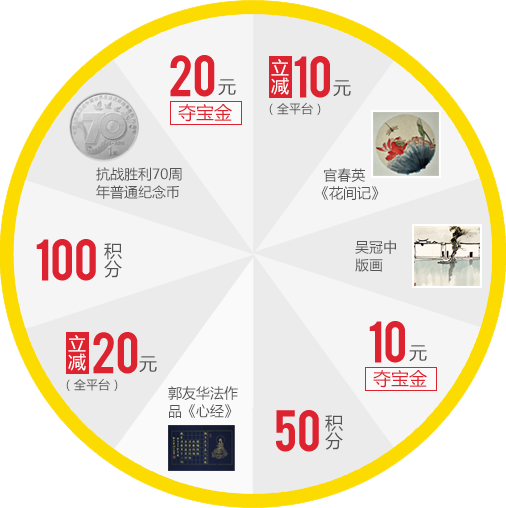 20元
夺宝金
立减10元
（全平台）
官春英
《花间记》
吴冠中
版画
10元
夺宝金
50积分
郭友华法作
品《心经》
立减20元
（全平台）
100积分
70
抗战胜利70周
年普通纪念币